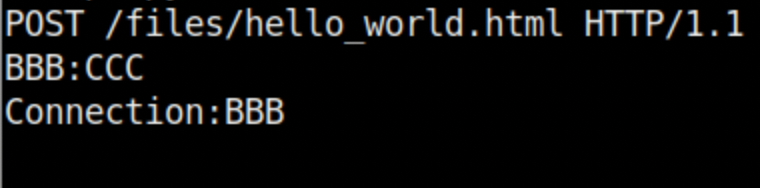 POST /files/hello_world.html HTTP/1.1
BBB:CCC
Connection:BBB